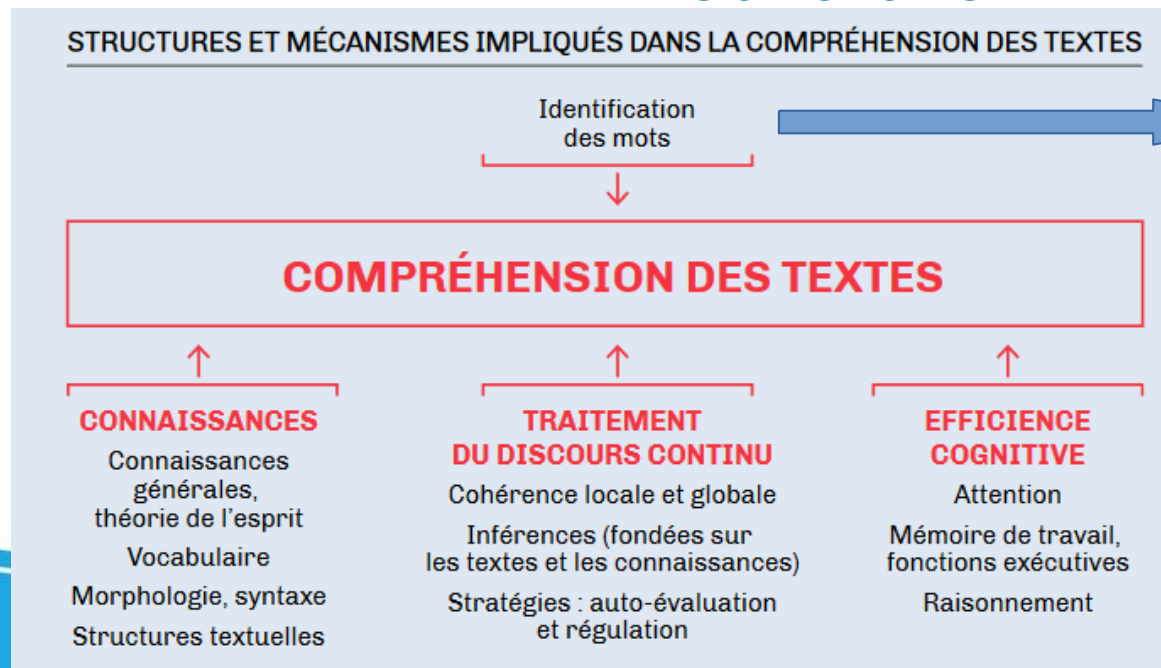 STRUCTURES ET MÉCANISMES IMPLIQUÉS DANS LA COMPRÉHENSION DES TEXTES
Identification
des mots
COMPRÉHENSION DES TEXTES
CONNAISSANCES
Connaissances
générales,
théorie de l'esprit
Vocabulaire
Morphologie, syntaxe
Structures textuelles
TRAITEMENT
DU DISCOURS CONTINU
Cohérence locale et globale
Inférences (fondées sur
les textes et les connaissances)
Stratégies : auto-évaluation
et régulation
EFFICIENCE
COGNITIVE
Attention
Mémoire de travail,
fonctions exécutives
Raisonnement